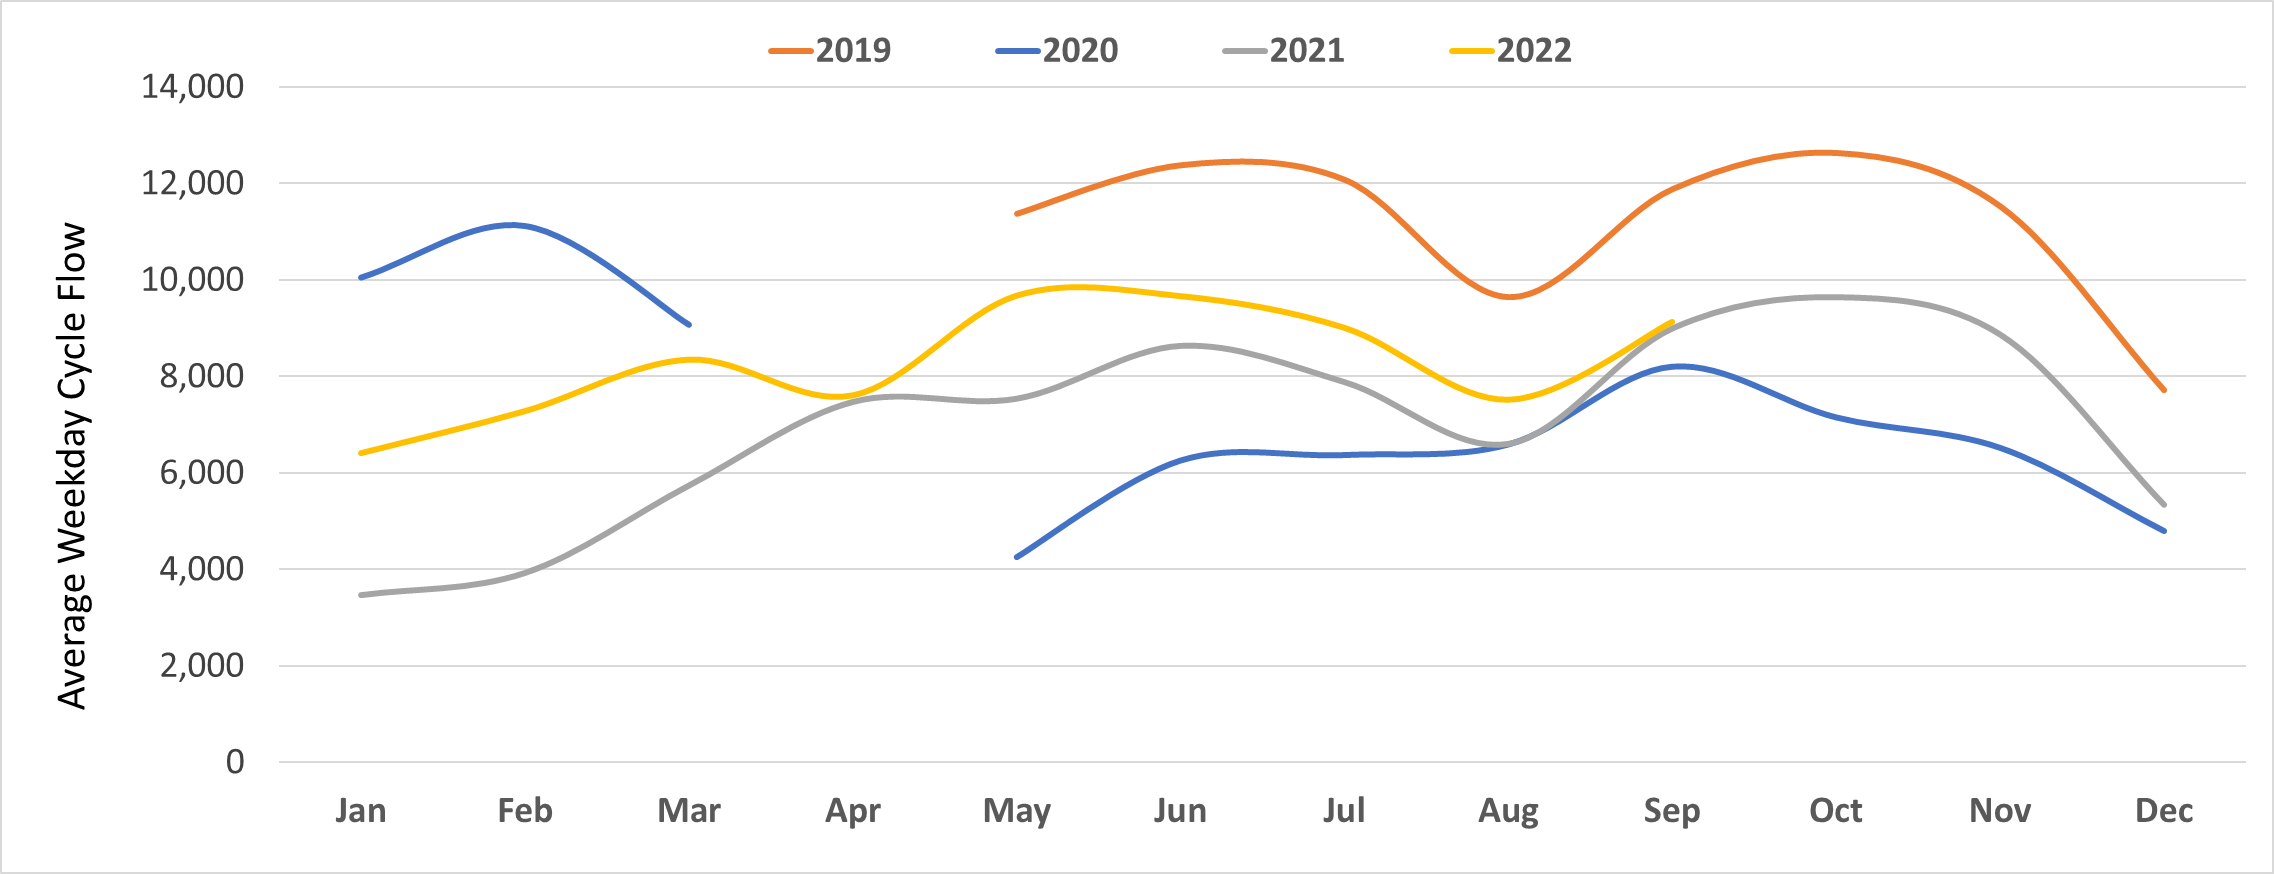 2019 2020 2021 2022
14,000
12,000
10,000
8,000
6,000
4,000
2,000
0
Average Weekday Cycle Flow
Jan Feb Mar Apr May Jun Jul Aug Sep Oct Nov Dec